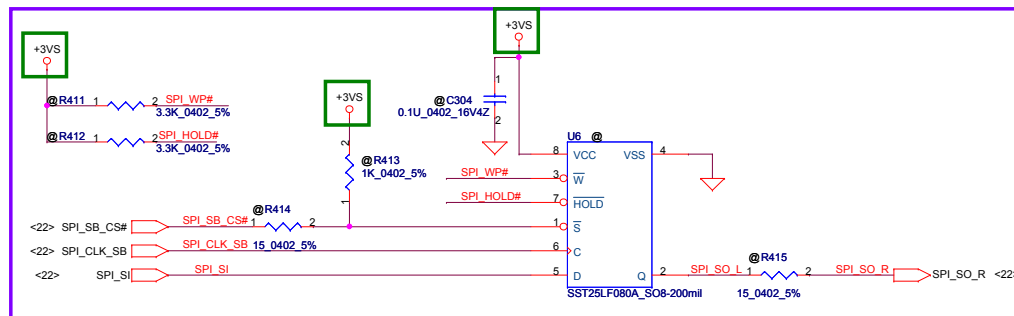 +3VS
+3VS
+3VS
@R411 1 2 SPI_WP#
3.3K_0402_5%
@R412 1 2 SPI_HOLD#
3.3K_0402_5%
@C304 1
0.1U_0402_16V4Z
2
2
@R413
1K_0402_5%
1
U6 @
8 VCC VSS 4
SPI_WP# 3 W
SPI_HOLD# 7 HOLD
<22> SPI_SB_CS# SPI_SB_CS# 1 @R414 2 1 S
15_0402_5%
<22> SPI_CLK_SB SPI_CLK_SB 6 C
<22> SPI_SI SPI_SI 5 D Q 2 SPI_SO_L 1 @R415 2 SPI_SO_R SPI_SO_R <22>
15_0402_5%
SST25LF080A_SO8-200mil